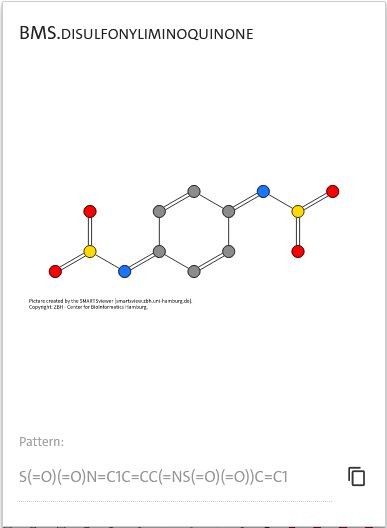 BMS.DISULFONYLIMINOQUINONE
Picture created by the SMARTSviewer [smartsview.zbh.uni-hamburg.de].
Copyright: ZBH - Center for Bioinformatics Hamburg.
Pattern:
S(=O)(=O)N=C1C=CC(=NS(=O)(=O))C=C1